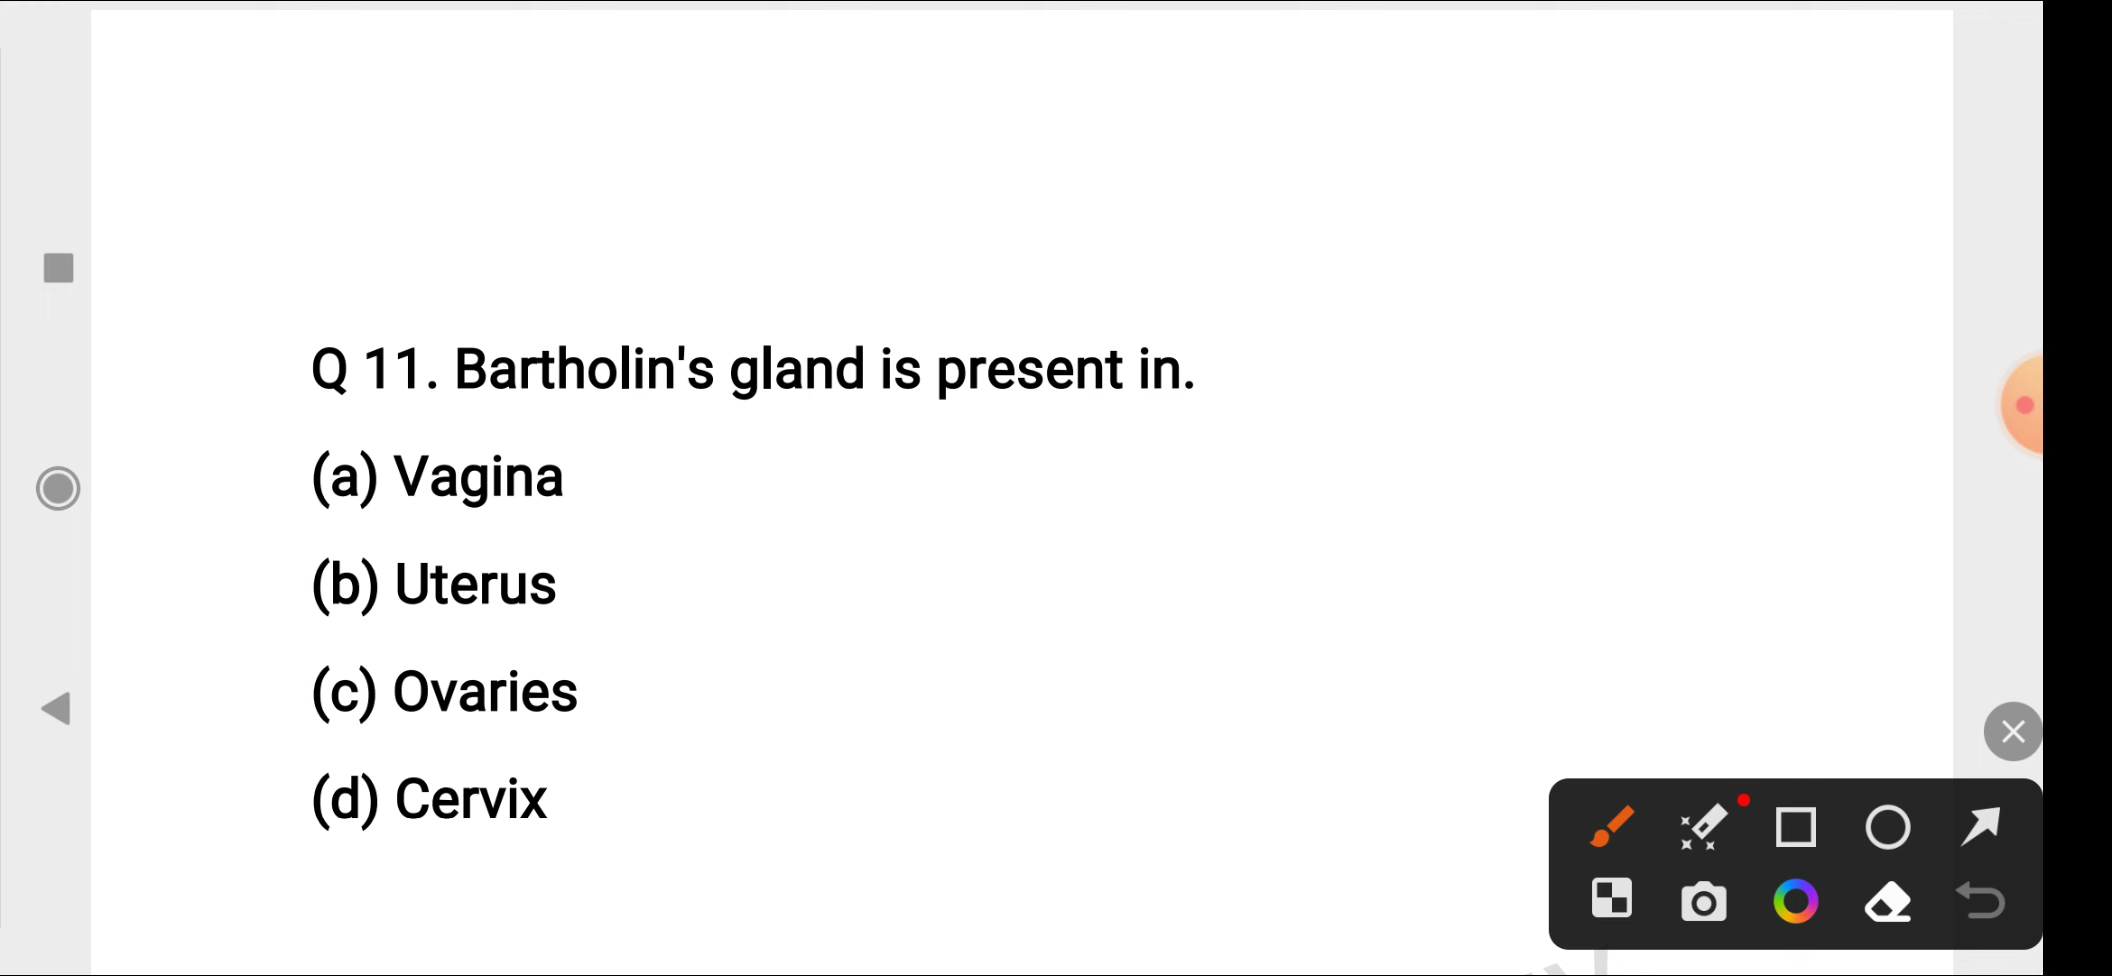 Q 11. Bartholin's gland is present in.
(a) Vagina
(b) Uterus
(c) Ovaries
(d) Cervix